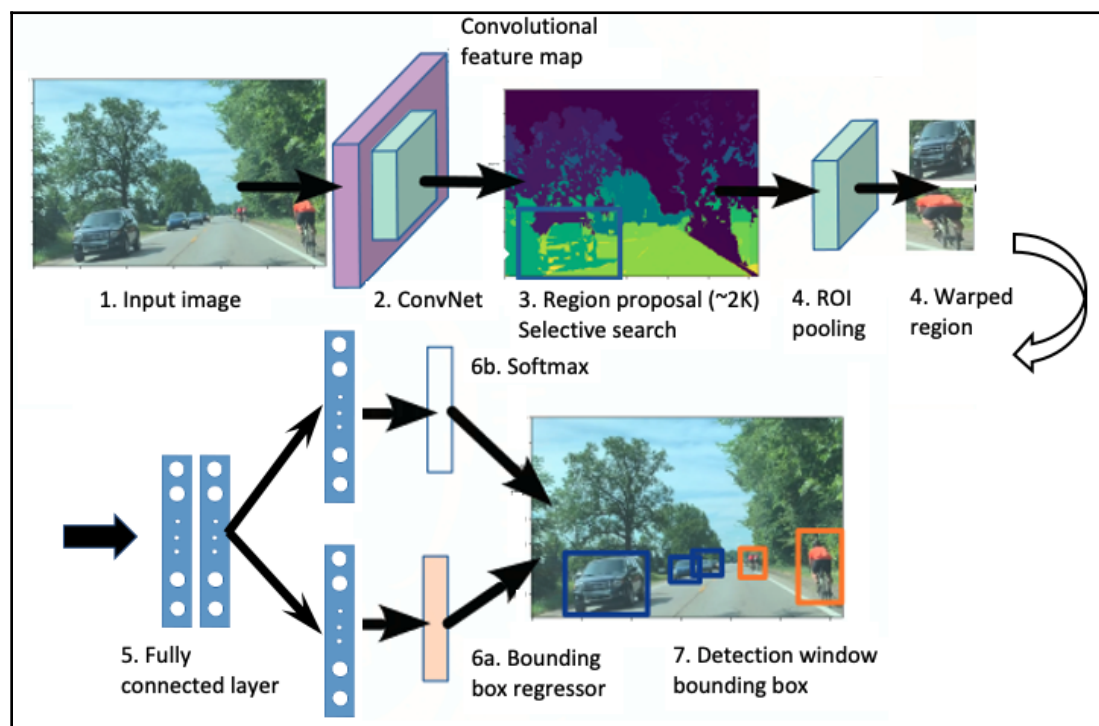 Convolutional
feature map
1. Input image
2. ConvNet
3. Region proposal (~2K)
Selective search
4. ROI
pooling
4. Warped
region
6b. Softmax
5. Fully
connected layer
6a. Bounding
box regressor
7. Detection window
bounding box